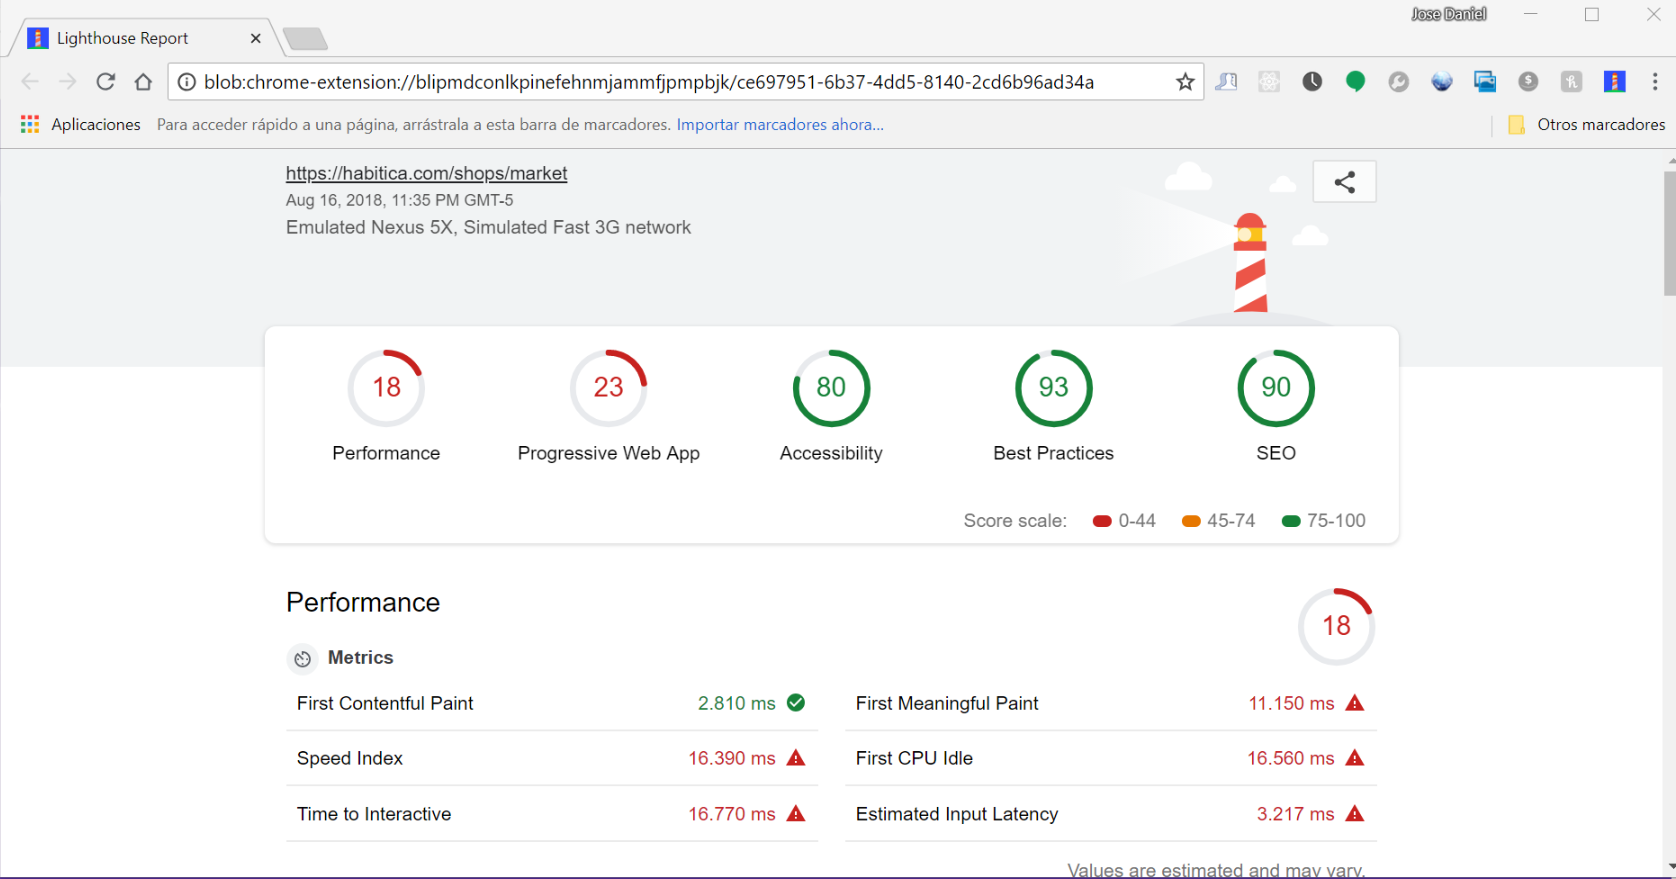 Jose Daniel
Lighthouse Report
blob:chrome-extension://blipmdconlkpinefehnmjammfjpmpbjk/ce697951-6b37-4dd5-8140-2cd6b96ad34a
Aplicaciones Para acceder rápido a una página, arrástrala a esta barra de marcadores. Importar marcadores ahora... Otros marcadores
https://habitica.com/shops/market
Aug 16, 2018, 11:35 PM GMT-5
Emulated Nexus 5X, Simulated Fast 3G network
18 23 80 93 90
Performance Progressive Web App Accessibility Best Practices SEO
Score scale: 0-44 45-74 75-100
Performance
18
Metrics
First Contentful Paint 2.810 ms First Meaningful Paint 11.150 ms
Speed Index 16.390 ms First CPU Idle 16.560 ms
Time to Interactive 16.770 ms Estimated Input Latency 3.217 ms
Values are estimated and may vary.